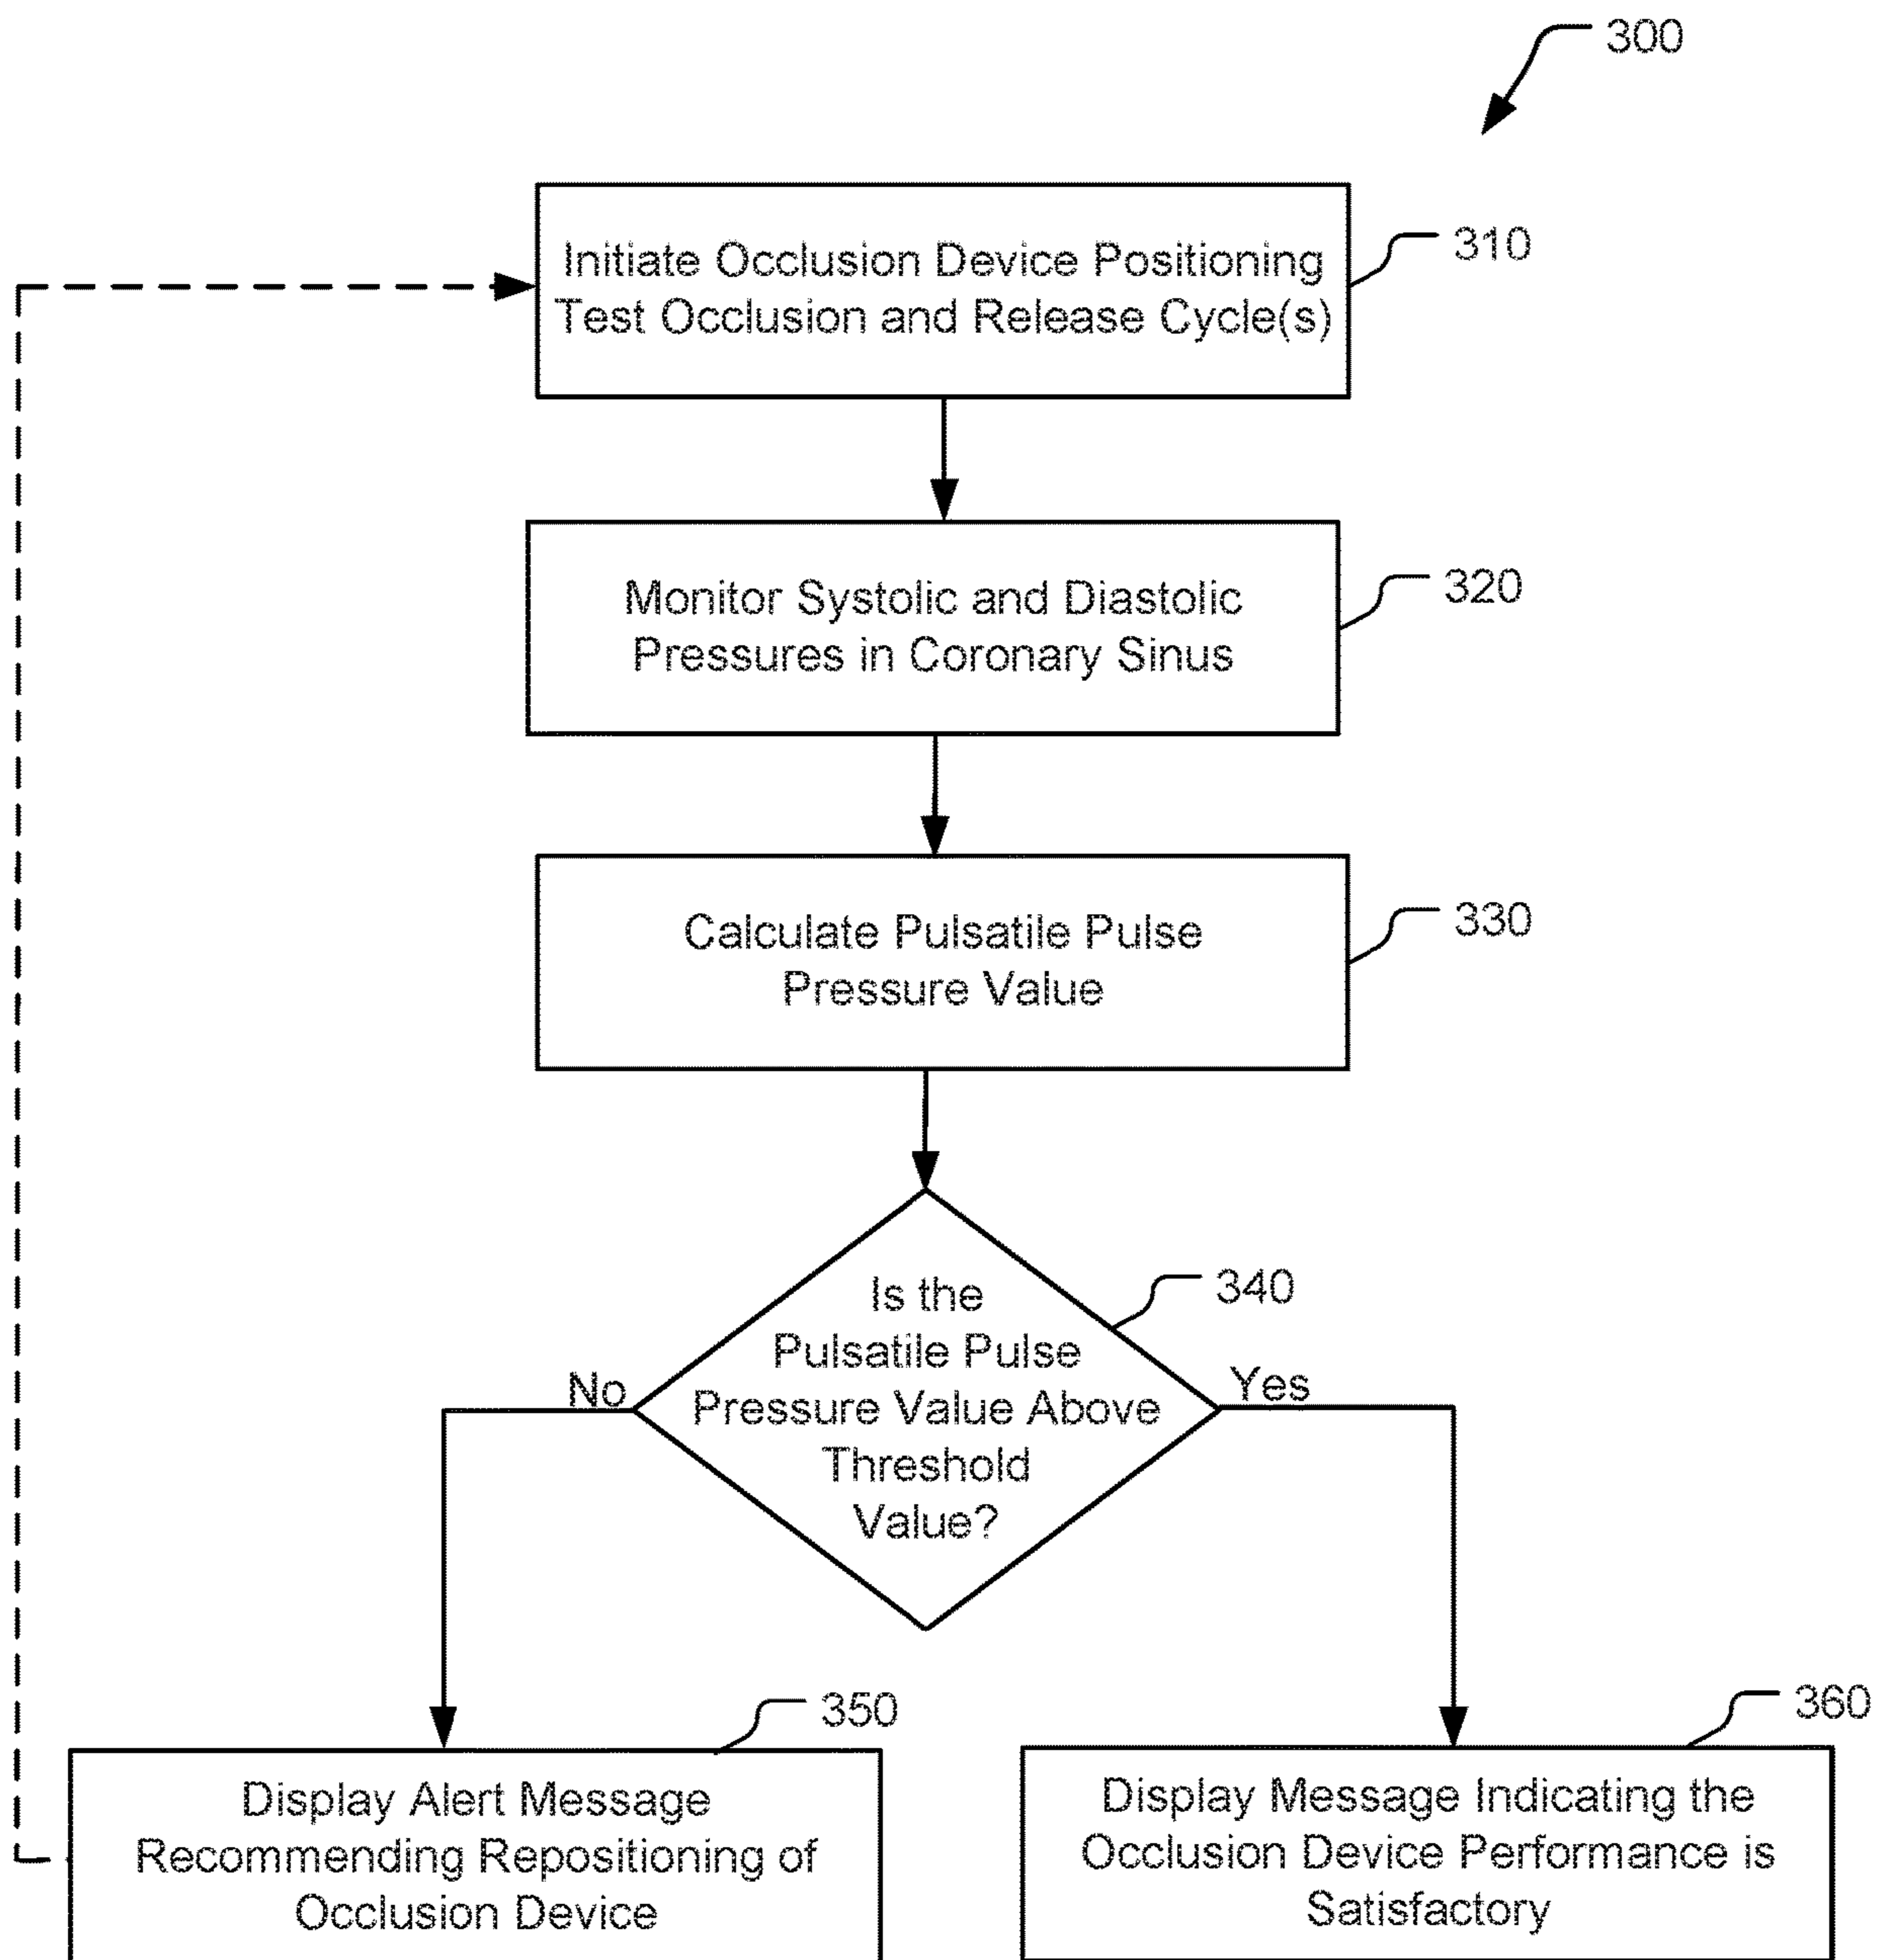 300
Initiate Occlusion Device Positioning
Test Occlusion and Release Cycle(s)
310
Monitor Systolic and Diastolic
Pressures in Coronary Sinus
320
Calculate Pulsatile Pulse
Pressure Value
330
Is the
Pulsatile Pulse
Pressure Value Above
Threshold
Value?
340
No
Yes
350
Display Alert Message
Recommending Repositioning of
Occlusion Device
360
Display Message Indicating the
Occlusion Device Performance is
Satisfactory